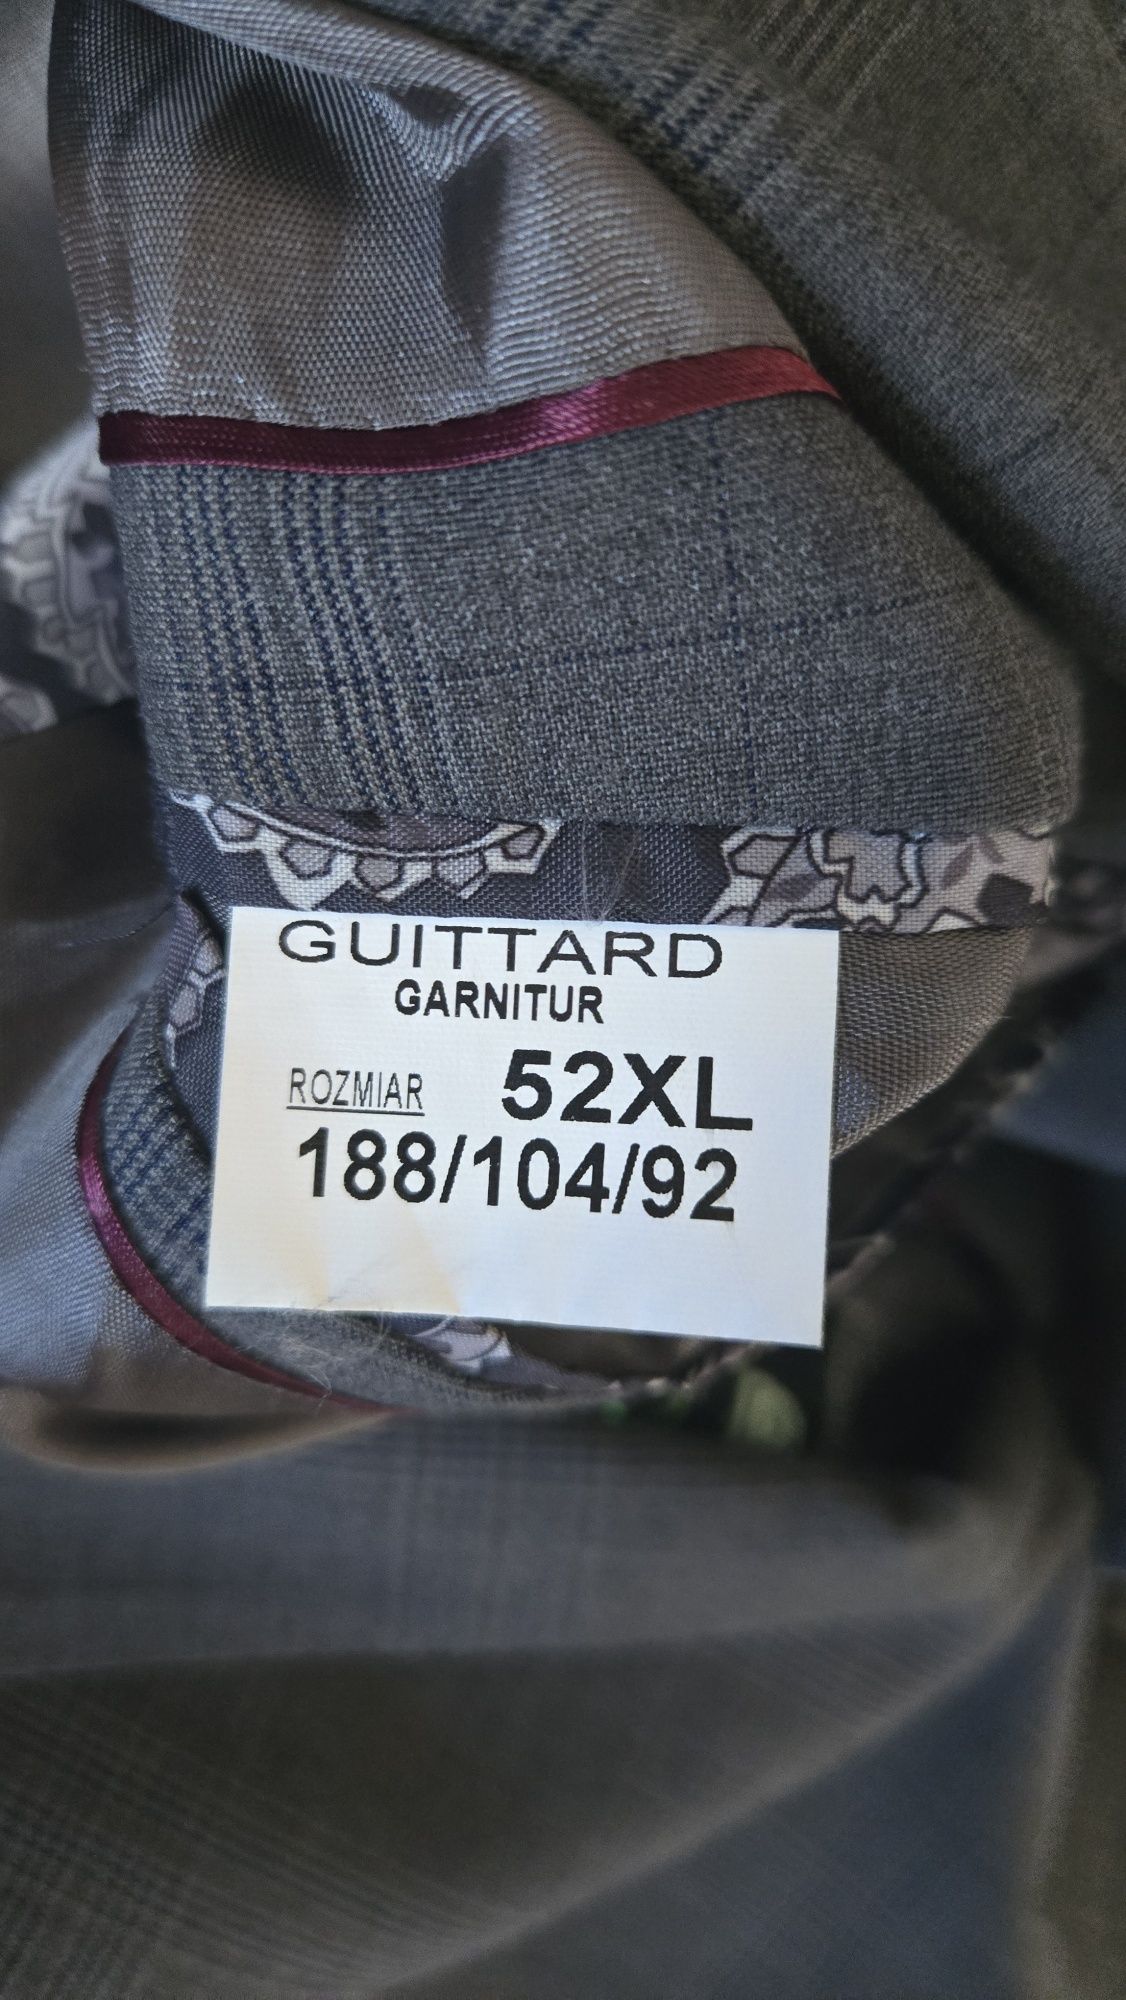 GUITTARD
GARNITUR
ROZMIAR 52XL
188/104/92